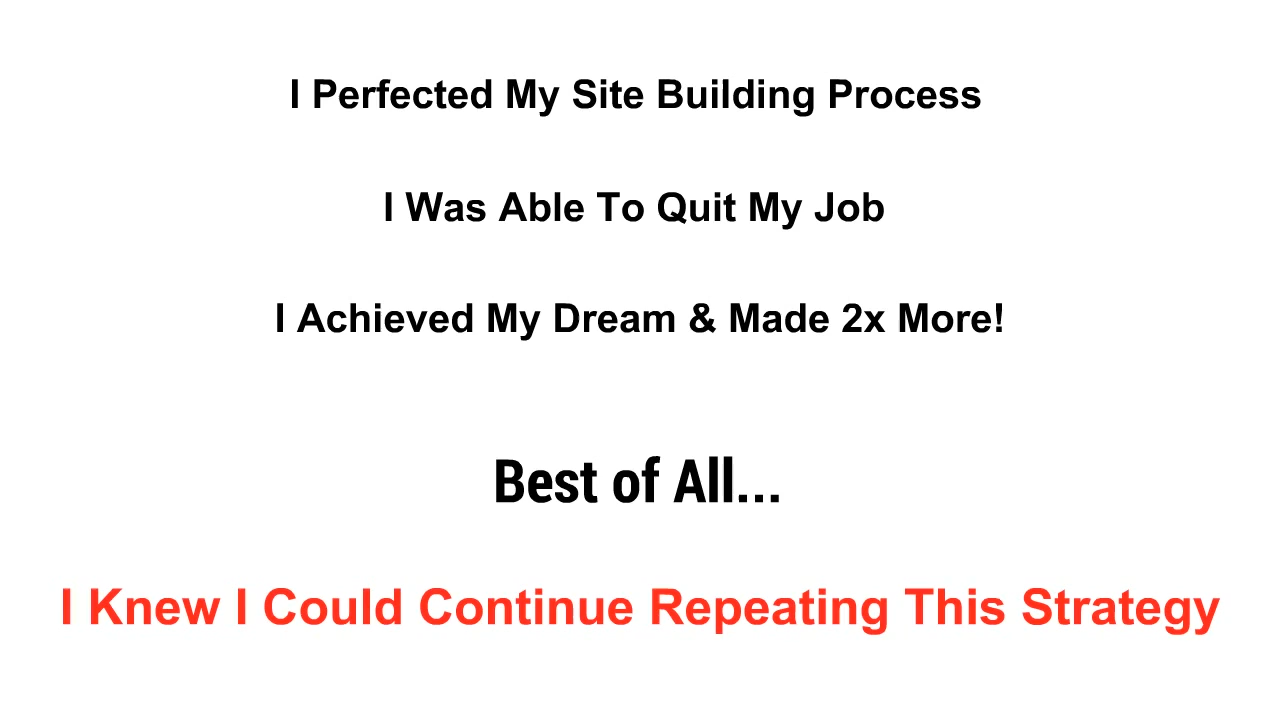 I Perfected My Site Building Process
I Was Able To Quit My Job
I Achieved My Dream & Made 2x More!
Best of All...
I Knew I Could Continue Repeating This Strategy